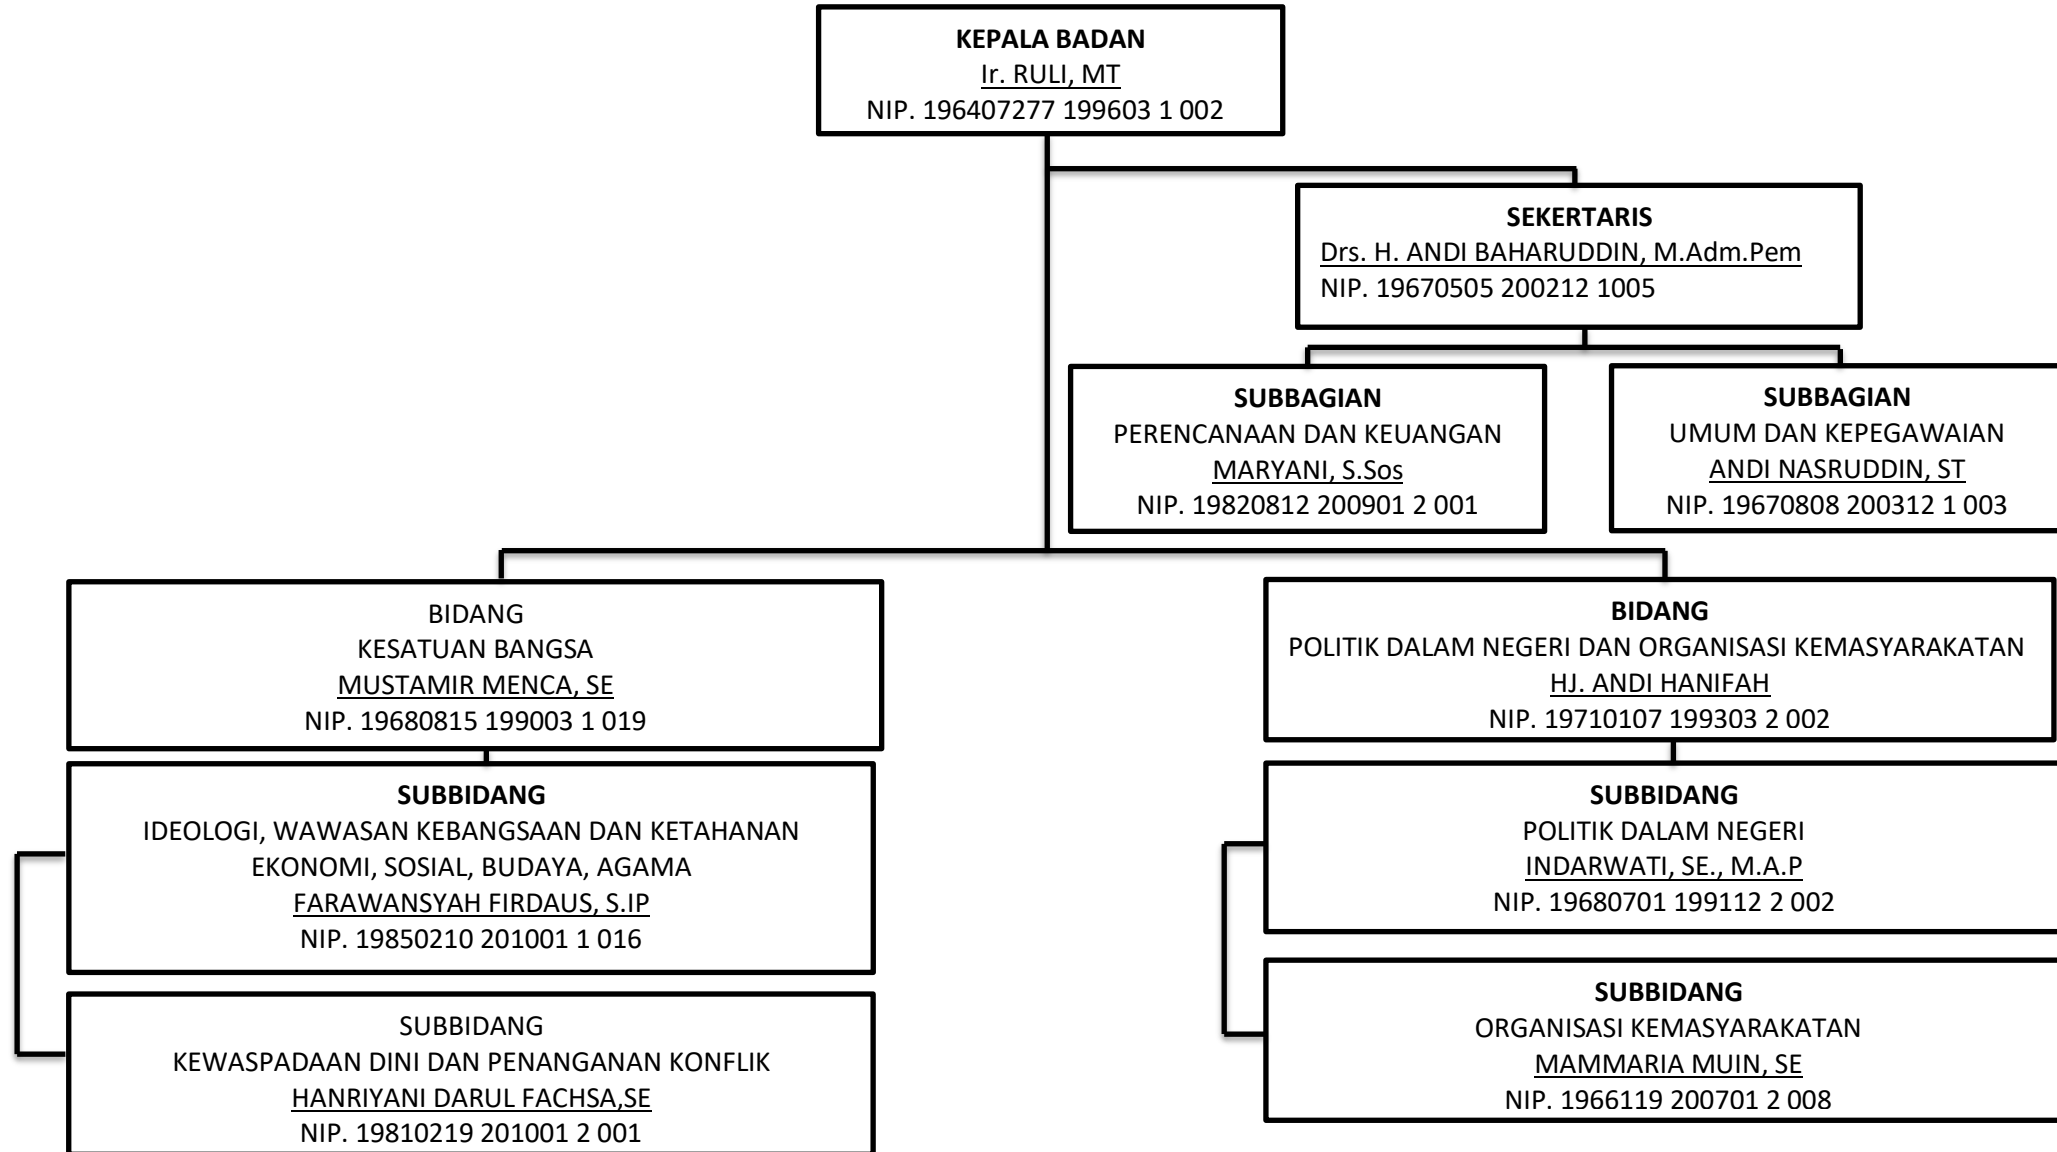 KEPALA BADAN
Ir. RULI, MT
NIP. 196407277 199603 1 002
SEKERTARIS
Drs. H. ANDI BAHARUDDIN, M.Adm.Pem
NIP. 19670505 200212 1005
SUBBAGIAN
PERENCANAAN DAN KEUANGAN
MARYANI, S.Sos
NIP. 19820812 200901 2 001
SUBBAGIAN
UMUM DAN KEPEGAWAIAN
ANDI NASRUDDIN, ST
NIP. 19670808 200312 1 003
BIDANG
KESATUAN BANGSA
MUSTAMIR MENCA, SE
NIP. 19680815 199003 1 019
BIDANG
POLITIK DALAM NEGERI DAN ORGANISASI KEMASYARAKATAN
HJ. ANDI HANIFAH
NIP. 19710107 199303 2 002
SUBBIDANG
IDEOLOGI, WAWASAN KEBANGSAAN DAN KETAHANAN
EKONOMI, SOSIAL, BUDAYA, AGAMA
FARAWANSYAH FIRDAUS, S.IP
NIP. 19850210 201001 1 016
SUBBIDANG
POLITIK DALAM NEGERI
INDARWATI, SE., M.A.P
NIP. 19680701 199112 2 002
SUBBIDANG
KEWASPADAAN DINI DAN PENANGANAN KONFLIK
HANRIYANI DARUL FACHSA,SE
NIP. 19810219 201001 2 001
SUBBIDANG
ORGANISASI KEMASYARAKATAN
MAMMARIA MUIN, SE
NIP. 1966119 200701 2 008